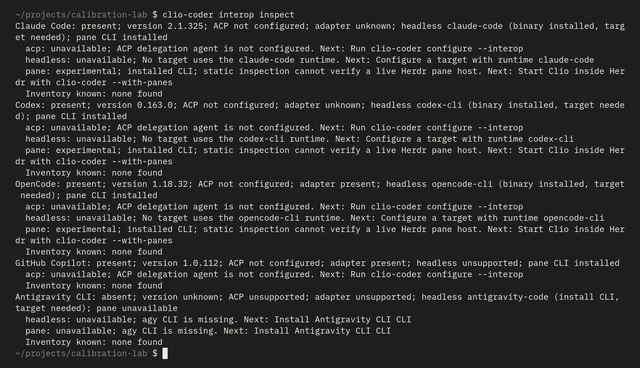 ~/projects/calibration-lab $ clio-coder interop inspect
Claude Code: present; version 2.1.325; ACP not configured; adapter unknown; headless claude-code (binary installed, targ
et needed); pane CLI installed
  acp: unavailable; ACP delegation agent is not configured. Next: Run clio-coder configure --interop
  headless: unavailable; No target uses the claude-code runtime. Next: Configure a target with runtime claude-code
  pane: experimental; installed CLI; static inspection cannot verify a live Herdr pane host. Next: Start Clio inside Her
dr with clio-coder --with-panes
  Inventory known: none found
Codex: present; version 0.163.0; ACP not configured; adapter unknown; headless codex-cli (binary installed, target neede
d); pane CLI installed
  acp: unavailable; ACP delegation agent is not configured. Next: Run clio-coder configure --interop
  headless: unavailable; No target uses the codex-cli runtime. Next: Configure a target with runtime codex-cli
  pane: experimental; installed CLI; static inspection cannot verify a live Herdr pane host. Next: Start Clio inside Her
dr with clio-coder --with-panes
  Inventory known: none found
OpenCode: present; version 1.18.32; ACP not configured; adapter present; headless opencode-cli (binary installed, target
 needed); pane CLI installed
  acp: unavailable; ACP delegation agent is not configured. Next: Run clio-coder configure --interop
  headless: unavailable; No target uses the opencode-cli runtime. Next: Configure a target with runtime opencode-cli
  pane: experimental; installed CLI; static inspection cannot verify a live Herdr pane host. Next: Start Clio inside Her
dr with clio-coder --with-panes
  Inventory known: none found
GitHub Copilot: present; version 1.0.112; ACP not configured; adapter present; headless unsupported; pane CLI installed
  acp: unavailable; ACP delegation agent is not configured. Next: Run clio-coder configure --interop
  Inventory known: none found
Antigravity CLI: absent; version unknown; ACP unsupported; adapter unsupported; headless antigravity-code (install CLI,
target needed); pane unavailable
  headless: unavailable; agy CLI is missing. Next: Install Antigravity CLI CLI
  pane: unavailable; agy CLI is missing. Next: Install Antigravity CLI CLI
  Inventory known: none found
~/projects/calibration-lab $